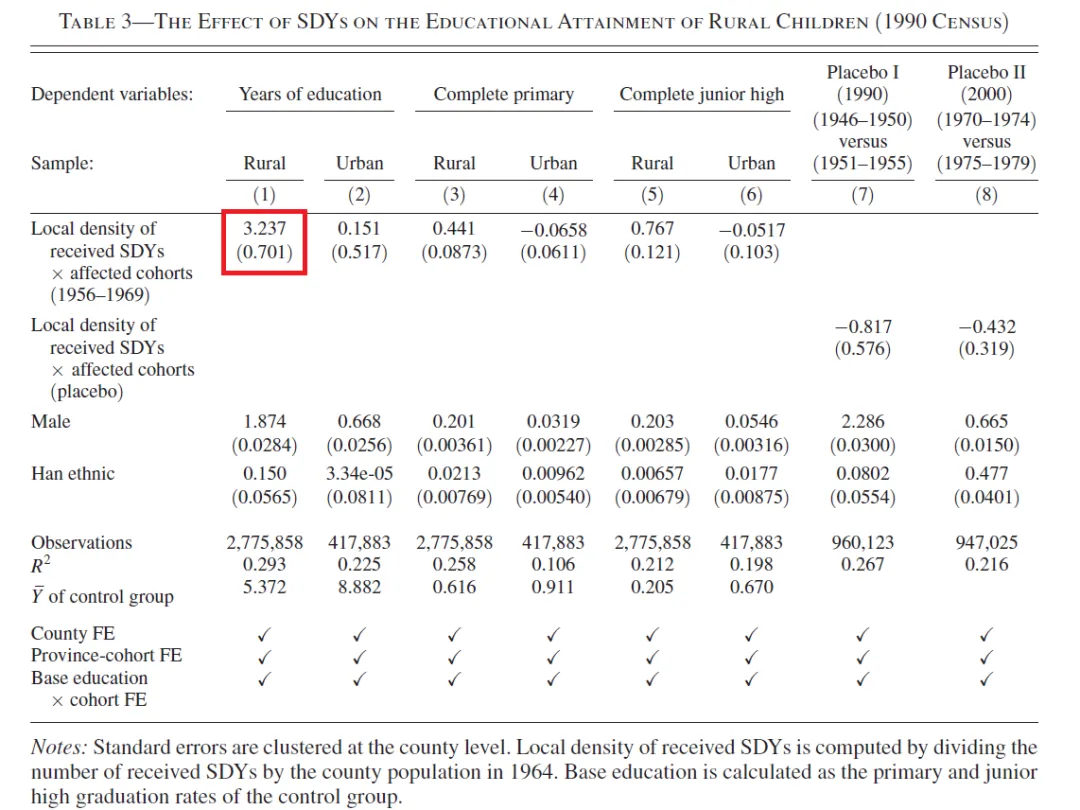 TABLE 3—THE EFFECT OF SDYS ON THE EDUCATIONAL ATTAINMENT OF RURAL CHILDREN (1990 CENSUS)
Dependent variables: Years of education Complete primary Complete junior high Placebo I (1990) Placebo II (2000)
(1946–1950) versus (1951–1955) (1970–1974) versus (1975–1979)
Sample: Rural Urban Rural Urban Rural Urban
(1) (2) (3) (4) (5) (6) (7) (8)
Local density of 3.237 0.151 0.441 −0.0658 0.767 −0.0517
received SDYs (0.701) (0.517) (0.0873) (0.0611) (0.121) (0.103)
× affected cohorts
(1956–1969)
Local density of −0.817 −0.432
received SDYs (0.576) (0.319)
× affected cohorts
(placebo)
Male 1.874 0.668 0.201 0.0319 0.203 0.0546 2.286 0.665
(0.0284) (0.0256) (0.00361) (0.00227) (0.00285) (0.00316) (0.0300) (0.0150)
Han ethnic 0.150 3.34e-05 0.0213 0.00962 0.00657 0.0177 0.0802 0.477
(0.0565) (0.0811) (0.00769) (0.00540) (0.00679) (0.00875) (0.0554) (0.0401)
Observations 2,775,858 417,883 2,775,858 417,883 2,775,858 417,883 960,123 947,025
R² 0.293 0.225 0.258 0.106 0.212 0.198 0.267 0.216
Ȳ of control group 5.372 8.882 0.616 0.911 0.205 0.670
County FE ✓ ✓ ✓ ✓ ✓ ✓ ✓ ✓
Province-cohort FE ✓ ✓ ✓ ✓ ✓ ✓ ✓ ✓
Base education ✓ ✓ ✓ ✓ ✓ ✓ ✓ ✓
× cohort FE
Notes: Standard errors are clustered at the county level. Local density of received SDYs is computed by dividing the
number of received SDYs by the county population in 1964. Base education is calculated as the primary and junior
high graduation rates of the control group.